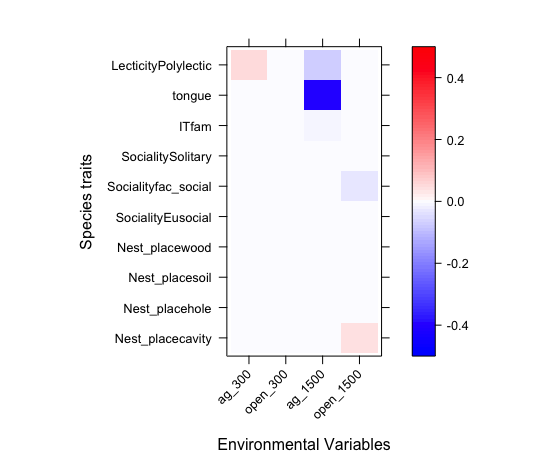 LecticityPolylectic
tongue
ITfam
SocialitySolitary
Socialityfac_social
SocialityEusocial
Nest_placewood
Nest_placesoil
Nest_placehole
Nest_placecavity
Species traits
ag_300
open_300
ag_1500
open_1500
Environmental Variables
0.4
0.2
0.0
-0.2
-0.4